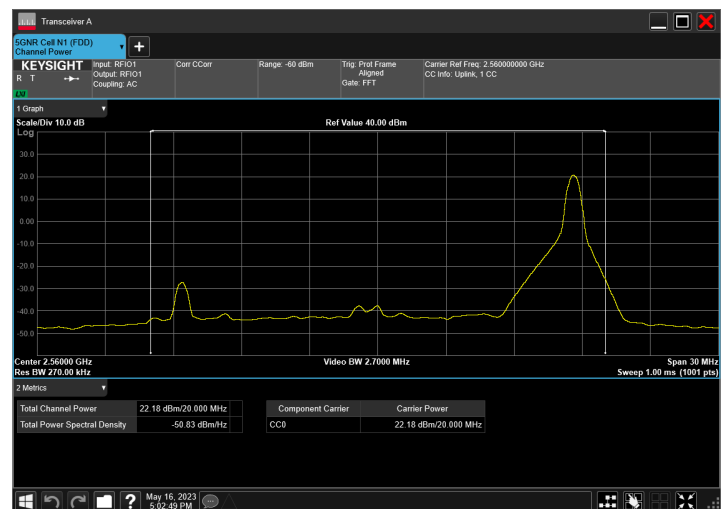 Transceiver A
5GNR Cell N1 (FDD)
Channel Power
KEYSIGHT
R T
LXI
Input: RFIO1
Output: RFIO1
Coupling: AC
Corr CCorr
Range: -60 dBm
Trig: Prot Frame
Aligned
Gate: FFT
Carrier Ref Freq: 2.560000000 GHz
CC Info: Uplink, 1 CC
1 Graph
Scale/Div 10.0 dB
Ref Value 40.00 dBm
Log
30.0
20.0
10.0
0.00
-10.0
-20.0
-30.0
-40.0
-50.0
Center 2.56000 GHz
Video BW 2.7000 MHz
Span 30 MHz
Res BW 270.00 kHz
Sweep 1.00 ms (1001 pts)
2 Metrics
Total Channel Power 22.18 dBm/20.000 MHz
Total Power Spectral Density -50.83 dBm/Hz
Component Carrier Carrier Power
CC0 22.18 dBm/20.000 MHz
May 16, 2023
5:02:49 PM